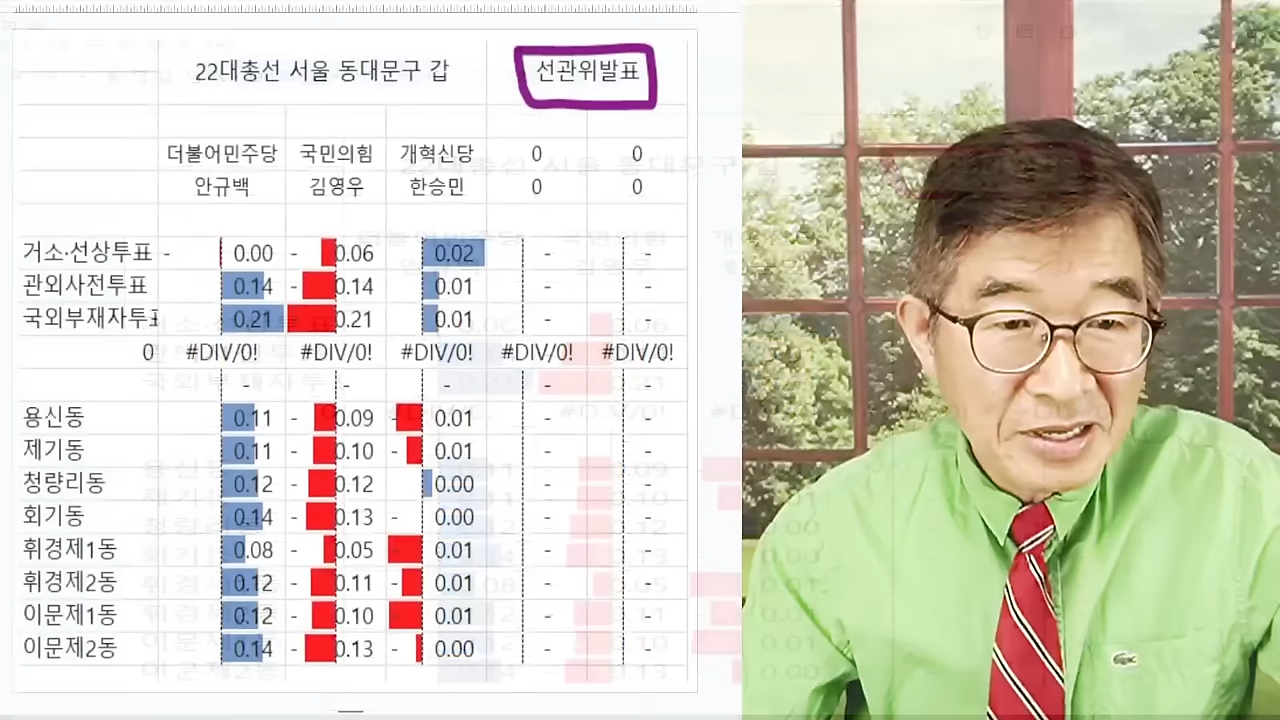 22대총선 서울 동대문구 갑 선관위발표
더불어민주당 국민의힘 개혁신당 0 0
안규백 김영우 한승민 0 0
거소·선상투표 - 0.00 - 0.06 0.02 - -
관외사전투표 0.14 - 0.14 0.01 - -
국외부재자투표 0.21 - 0.21 0.01 - -
0 #DIV/0! #DIV/0! #DIV/0! #DIV/0! #DIV/0!
- - - - -
용신동 0.11 - 0.09 - 0.01 - -
제기동 0.11 - 0.10 - 0.01 - -
청량리동 0.12 - 0.12 0.00 - -
회기동 0.14 - 0.13 - 0.00 - -
휘경제1동 0.08 - 0.05 - 0.01 - -
휘경제2동 0.12 - 0.11 - 0.01 - -
이문제1동 0.12 - 0.10 - 0.01 - -
이문제2동 0.14 - 0.13 - 0.00 - -